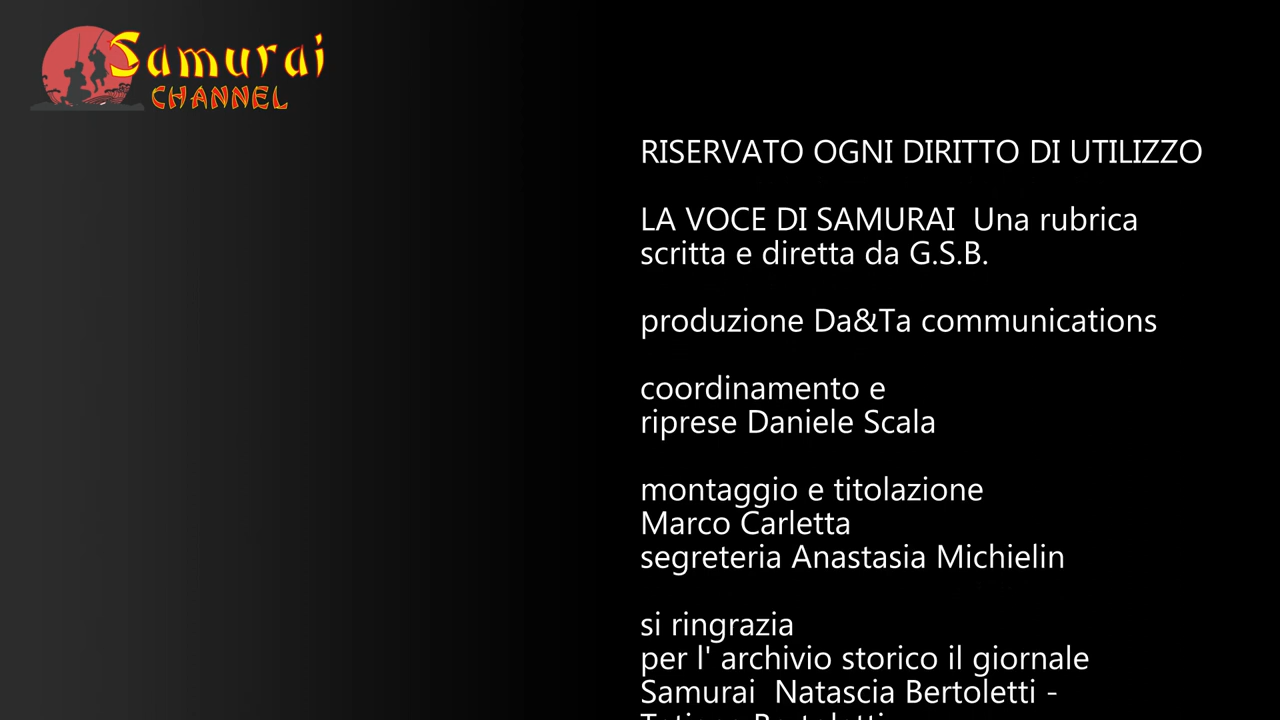 Samurai
CHANNEL
RISERVATO OGNI DIRITTO DI UTILIZZO
LA VOCE DI SAMURAI  Una rubrica
scritta e diretta da G.S.B.
produzione Da&Ta communications
coordinamento e
riprese Daniele Scala
montaggio e titolazione
Marco Carletta
segreteria Anastasia Michielin
si ringrazia
per l' archivio storico il giornale
Samurai  Natascia Bertoletti -